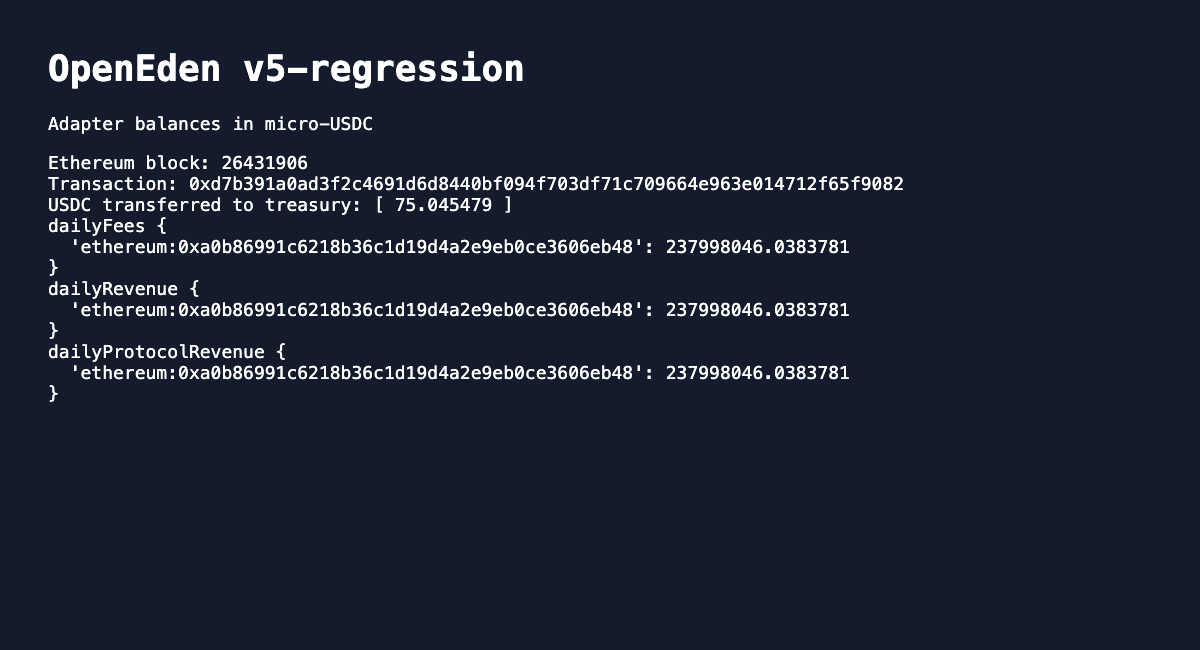 OpenEden v5-regression
Adapter balances in micro-USDC
Ethereum block: 26431906
Transaction: 0xd7b391a0ad3f2c4691d6d8440bf094f703df71c709664e963e014712f65f9082
USDC transferred to treasury: [ 75.045479 ]
dailyFees {
  'ethereum:0xa0b86991c6218b36c1d19d4a2e9eb0ce3606eb48': 237998046.0383781
}
dailyRevenue {
  'ethereum:0xa0b86991c6218b36c1d19d4a2e9eb0ce3606eb48': 237998046.0383781
}
dailyProtocolRevenue {
  'ethereum:0xa0b86991c6218b36c1d19d4a2e9eb0ce3606eb48': 237998046.0383781
}